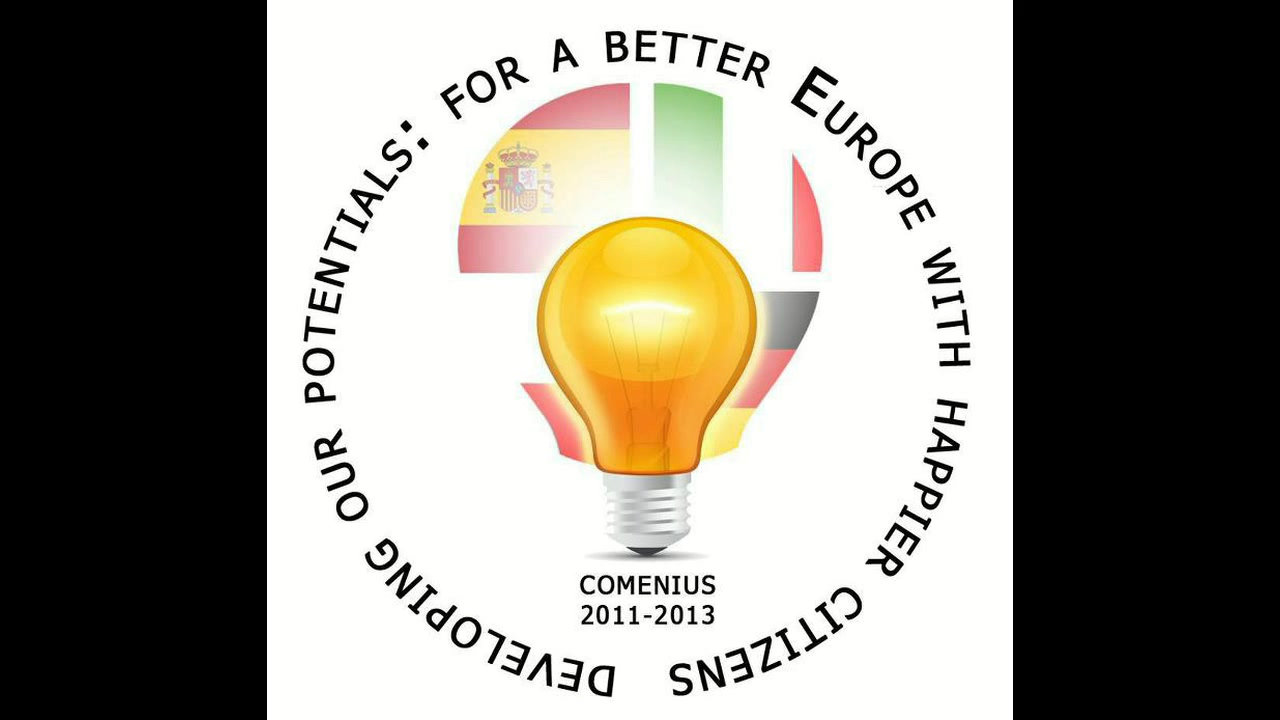 DEVELOPING OUR POTENTIALS: FOR A BETTER EUROPE WITH HAPPIER CITIZENS
COMENIUS
2011-2013